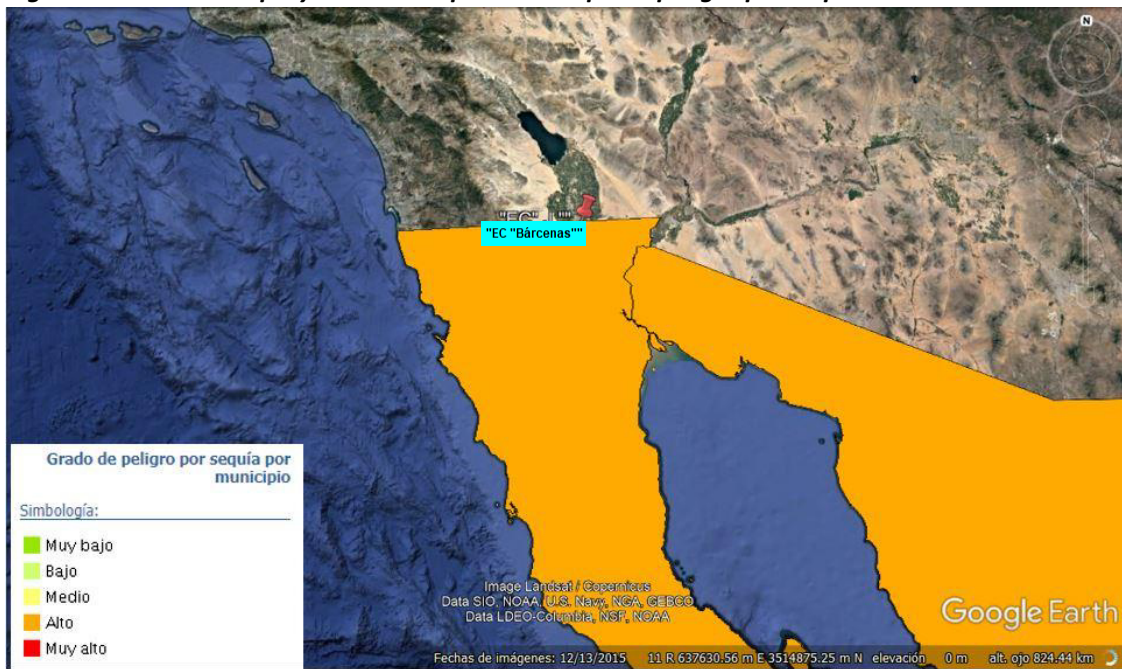 N
"EC "Bárcenas""
Grado de peligro por sequía por
municipio
Simbología:
Muy bajo
Bajo
Medio
Alto
Muy alto
Image Landsat / Copernicus
Data SIO, NOAA, U.S. Navy, NGA, GEBCO
Data LDEO-Columbia, NSF, NOAA
Google Earth
Fechas de imágenes: 12/13/2015 11 R 637630.56 m E 3514875.25 m N elevación 0 m alt. ojo 824.44 km